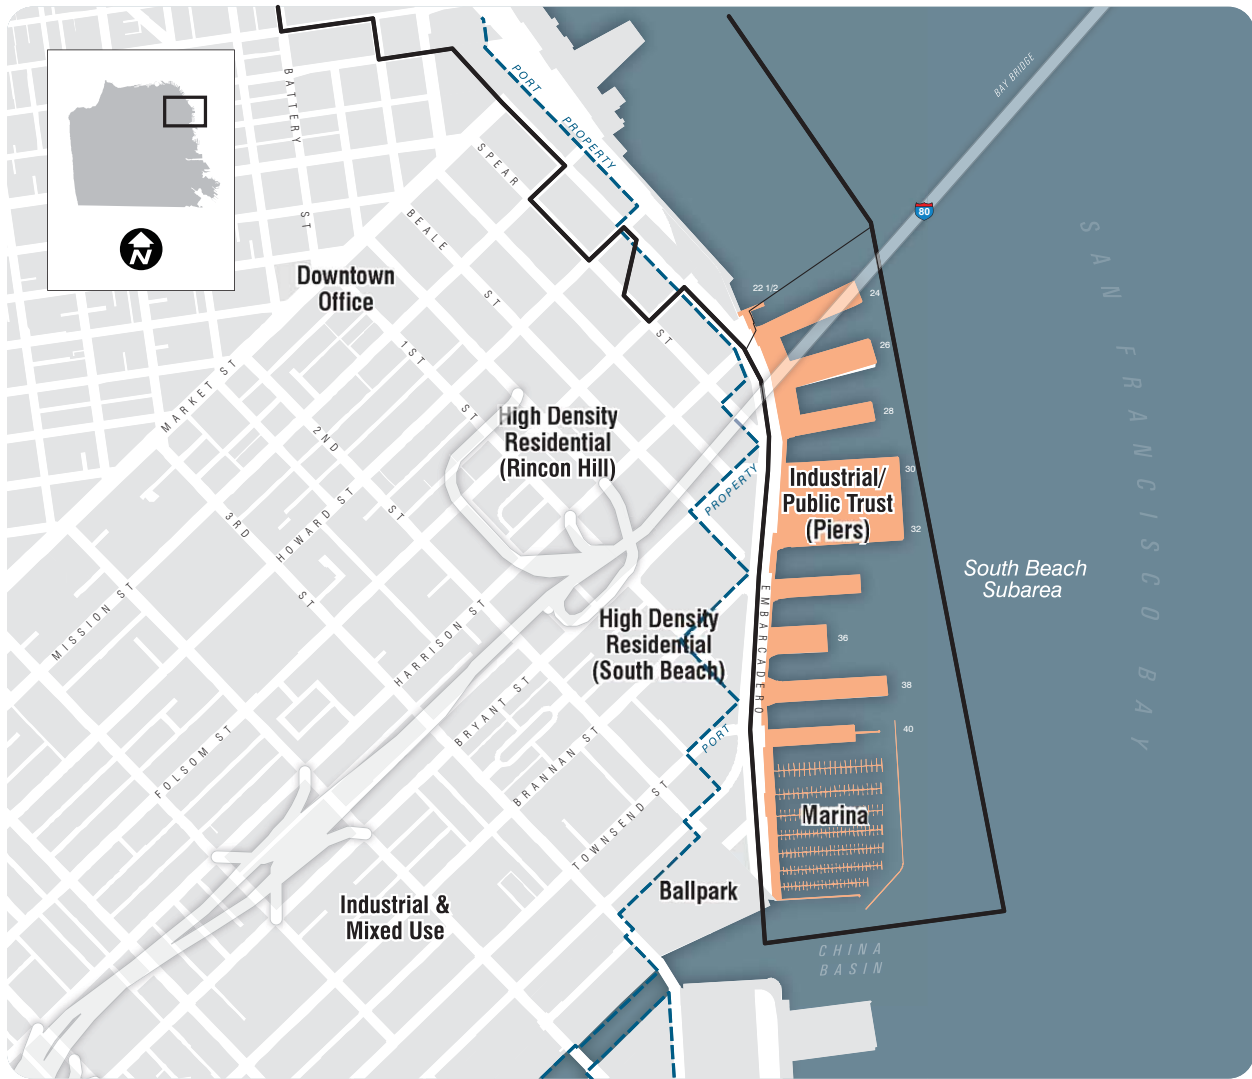 BATTERY ST
PORT PROPERTY
BAY BRIDGE
80
N
SPEAR ST
BEALE ST
Downtown
Office
22 1/2
24
26
28
30
32
36
38
40
1ST ST
MARKET ST
2ND ST
High Density
Residential
(Rincon Hill)
PROPERTY
Industrial/
Public Trust
(Piers)
3RD ST
HOWARD ST
SAN FRANCISCO BAY
South Beach
Subarea
EMBARCADERO
MISSION ST
HARRISON ST
High Density
Residential
(South Beach)
BRYANT ST
PORT
FOLSOM ST
BRANNAN ST
TOWNSEND ST
Marina
Ballpark
Industrial &
Mixed Use
CHINA
BASIN